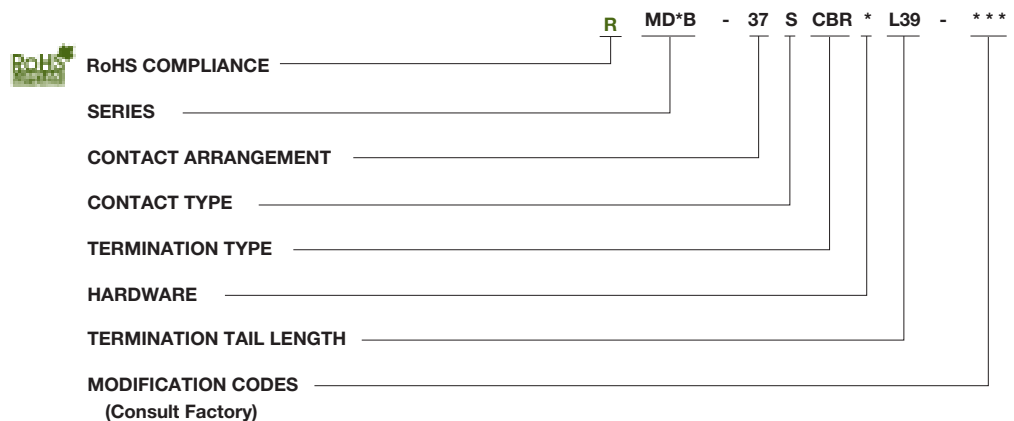 R MD*B - 37 S CBR * L39 - ***
RoHS
RoHS COMPLIANCE
SERIES
CONTACT ARRANGEMENT
CONTACT TYPE
TERMINATION TYPE
HARDWARE
TERMINATION TAIL LENGTH
MODIFICATION CODES
(Consult Factory)